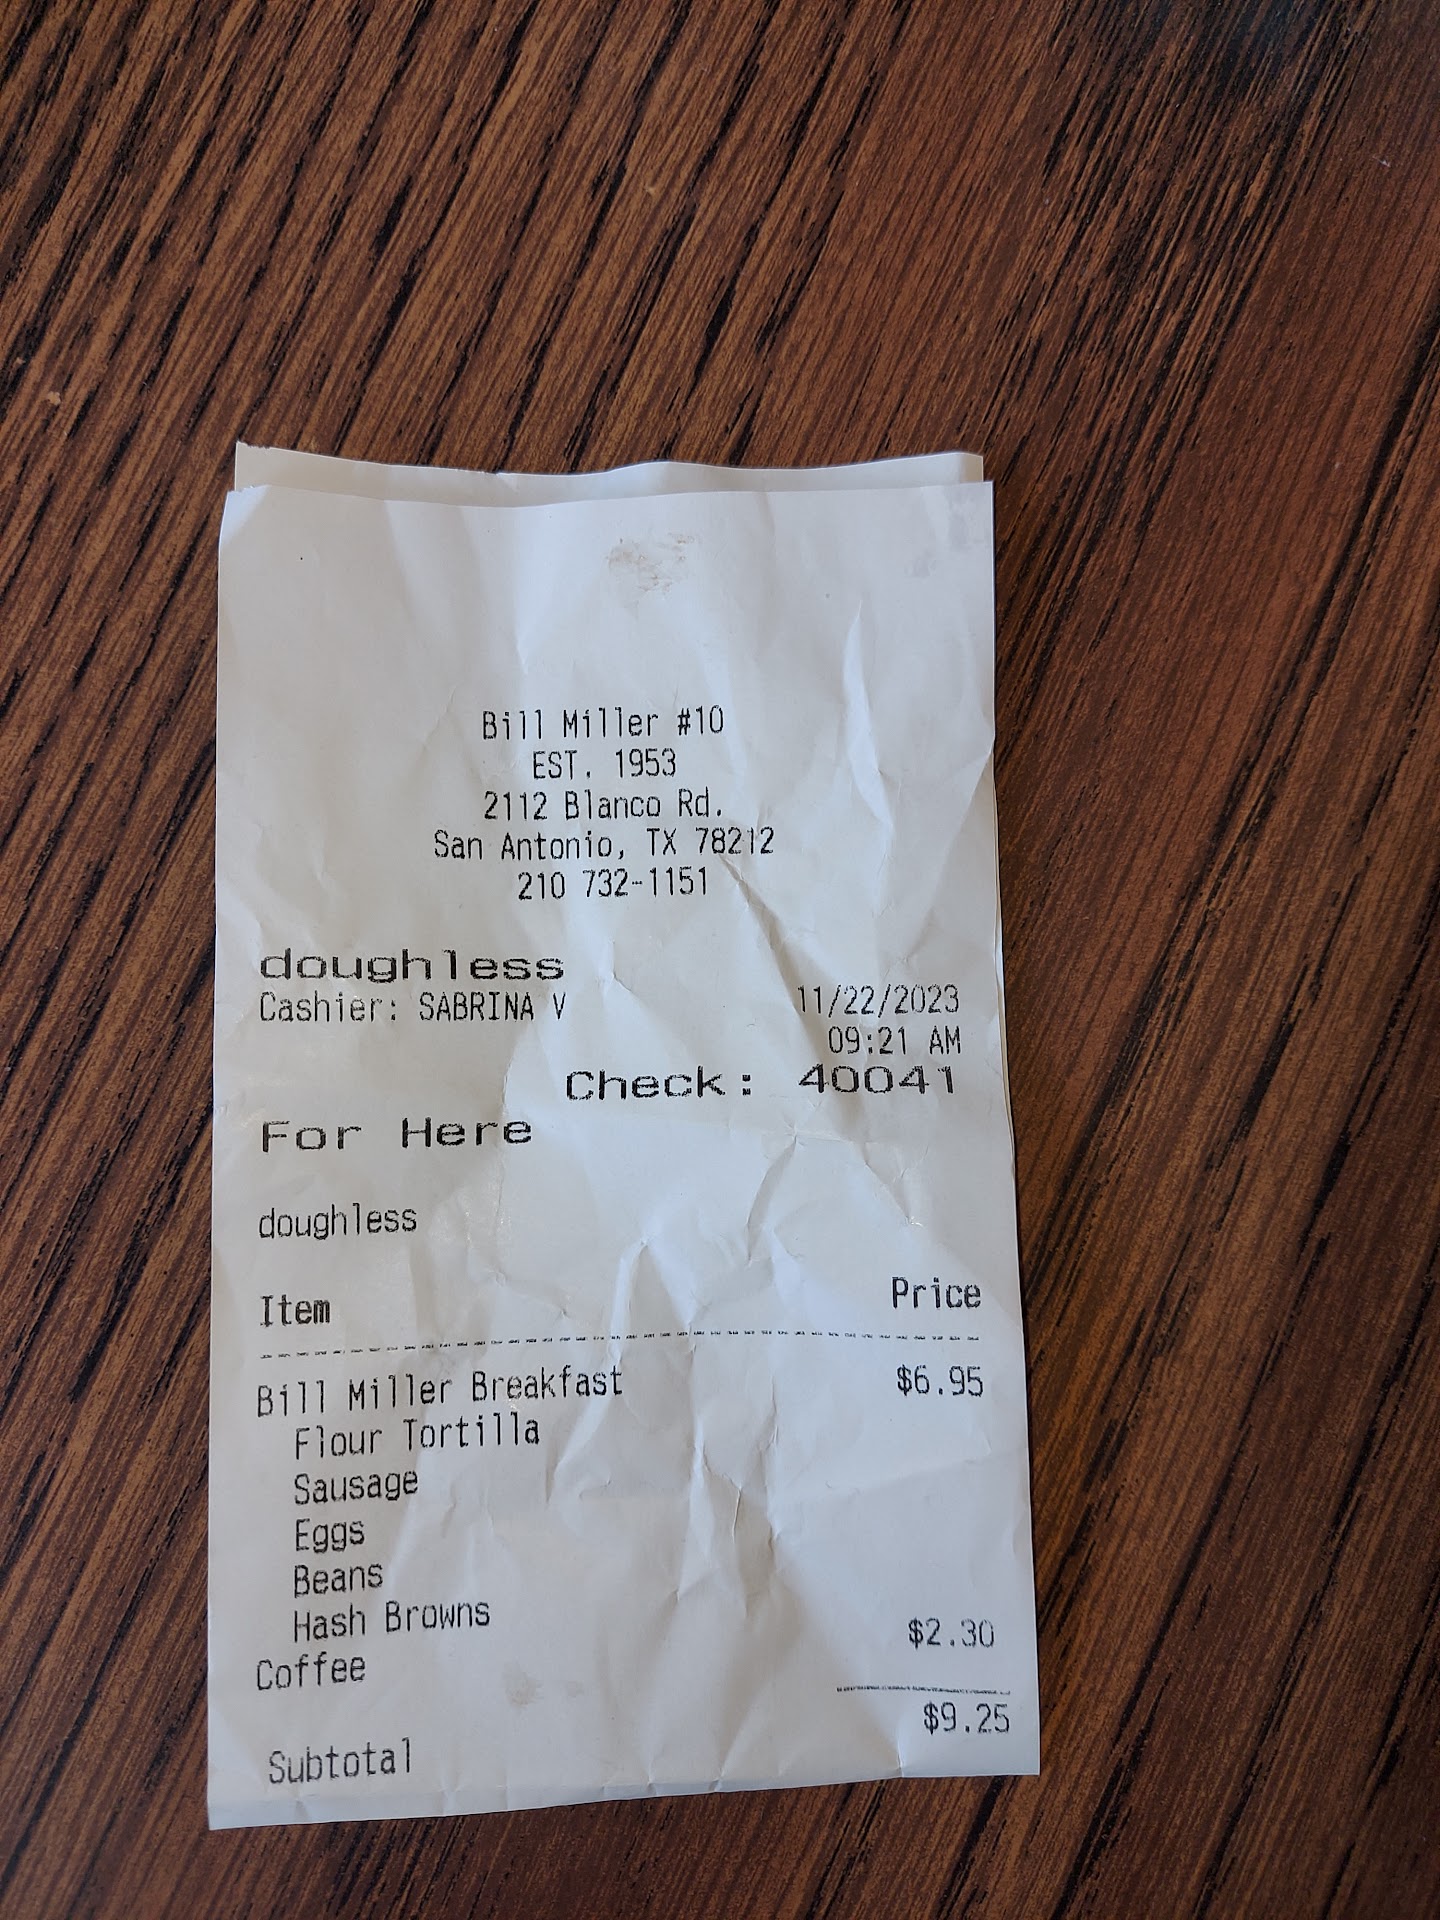 Bill Miller #10
EST. 1953
2112 Blanco Rd.
San Antonio, TX 78212
210 732-1151
doughless
Cashier: SABRINA V 11/22/2023
09:21 AM
Check: 40041
For Here
doughless
Item Price
Bill Miller Breakfast $6.95
Flour Tortilla
Sausage
Eggs
Beans
Hash Browns
Coffee $2.30
Subtotal $9.25